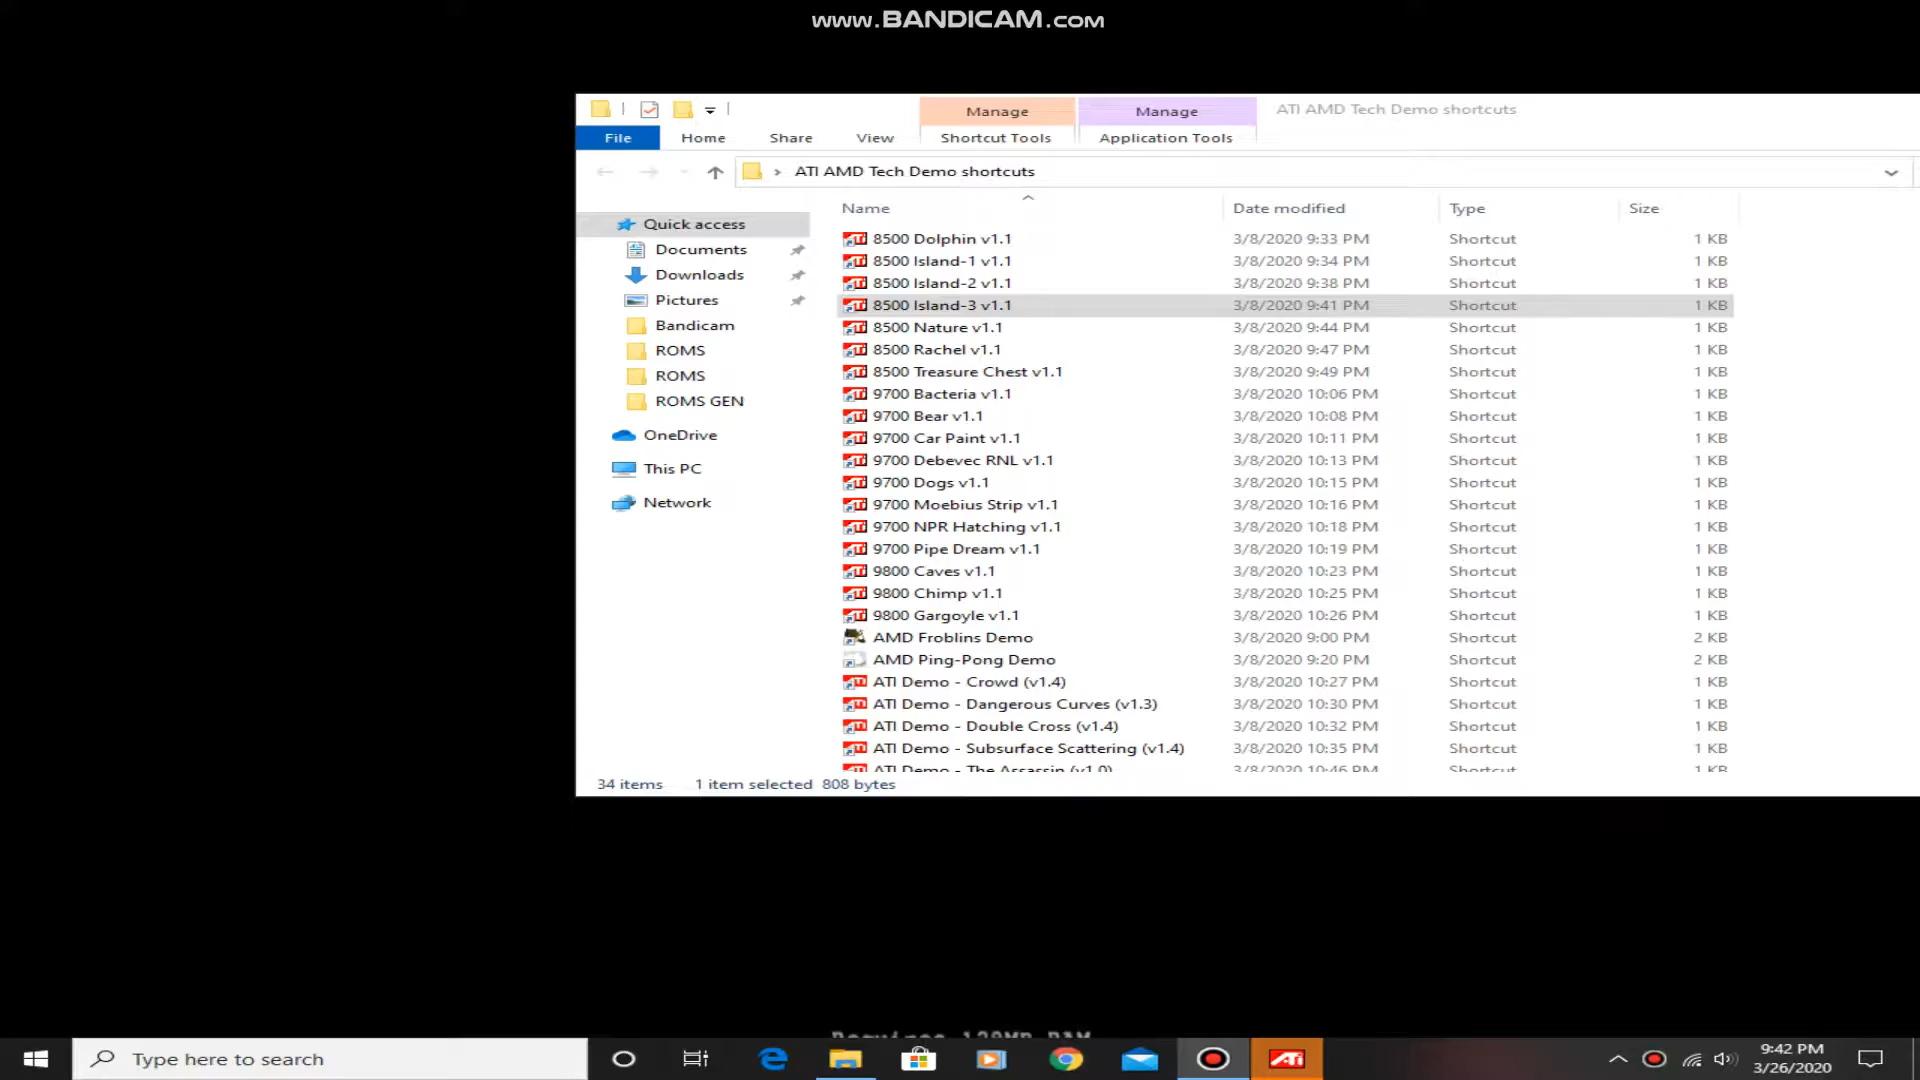 www.BANDICAM.com
Manage Manage ATI AMD Tech Demo shortcuts
File Home Share View Shortcut Tools Application Tools
ATI AMD Tech Demo shortcuts
Name Date modified Type Size
Quick access
Documents
Downloads
Pictures
Bandicam
ROMS
ROMS
ROMS GEN
OneDrive
This PC
Network
8500 Dolphin v1.1 3/8/2020 9:33 PM Shortcut 1 KB
8500 Island-1 v1.1 3/8/2020 9:34 PM Shortcut 1 KB
8500 Island-2 v1.1 3/8/2020 9:38 PM Shortcut 1 KB
8500 Island-3 v1.1 3/8/2020 9:41 PM Shortcut 1 KB
8500 Nature v1.1 3/8/2020 9:44 PM Shortcut 1 KB
8500 Rachel v1.1 3/8/2020 9:47 PM Shortcut 1 KB
8500 Treasure Chest v1.1 3/8/2020 9:49 PM Shortcut 1 KB
9700 Bacteria v1.1 3/8/2020 10:06 PM Shortcut 1 KB
9700 Bear v1.1 3/8/2020 10:08 PM Shortcut 1 KB
9700 Car Paint v1.1 3/8/2020 10:11 PM Shortcut 1 KB
9700 Debevec RNL v1.1 3/8/2020 10:13 PM Shortcut 1 KB
9700 Dogs v1.1 3/8/2020 10:15 PM Shortcut 1 KB
9700 Moebius Strip v1.1 3/8/2020 10:16 PM Shortcut 1 KB
9700 NPR Hatching v1.1 3/8/2020 10:18 PM Shortcut 1 KB
9700 Pipe Dream v1.1 3/8/2020 10:19 PM Shortcut 1 KB
9800 Caves v1.1 3/8/2020 10:23 PM Shortcut 1 KB
9800 Chimp v1.1 3/8/2020 10:25 PM Shortcut 1 KB
9800 Gargoyle v1.1 3/8/2020 10:26 PM Shortcut 1 KB
AMD Froblins Demo 3/8/2020 9:00 PM Shortcut 2 KB
AMD Ping-Pong Demo 3/8/2020 9:20 PM Shortcut 2 KB
ATI Demo - Crowd (v1.4) 3/8/2020 10:27 PM Shortcut 1 KB
ATI Demo - Dangerous Curves (v1.3) 3/8/2020 10:30 PM Shortcut 1 KB
ATI Demo - Double Cross (v1.4) 3/8/2020 10:32 PM Shortcut 1 KB
ATI Demo - Subsurface Scattering (v1.4) 3/8/2020 10:35 PM Shortcut 1 KB
ATI Demo - The Assassin (v1.0) 3/8/2020 10:46 PM Shortcut 1 KB
34 items 1 item selected 808 bytes
Type here to search
ATi
9:42 PM
3/26/2020